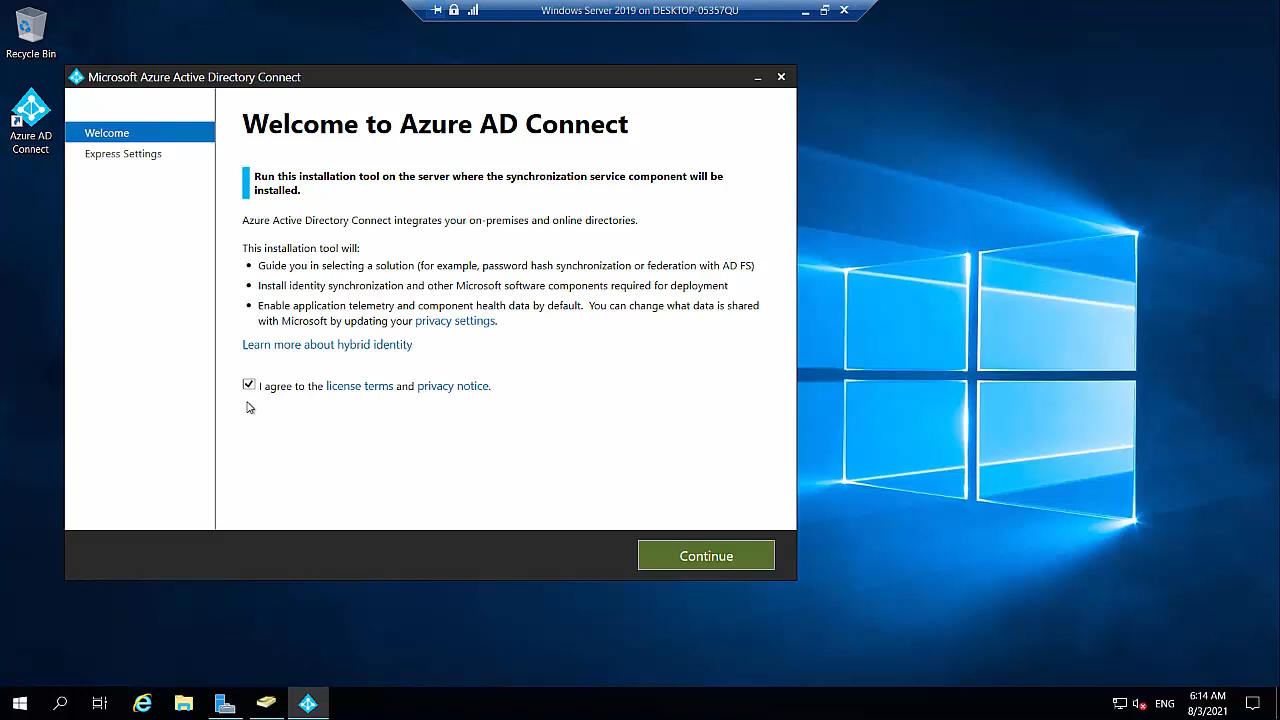 Windows Server 2019 on DESKTOP-05357QU
Recycle Bin
Azure AD
Connect
Microsoft Azure Active Directory Connect
Welcome
Express Settings
Welcome to Azure AD Connect
Run this installation tool on the server where the synchronization service component will be
installed.
Azure Active Directory Connect integrates your on-premises and online directories.
This installation tool will:
• Guide you in selecting a solution (for example, password hash synchronization or federation with AD FS)
• Install identity synchronization and other Microsoft software components required for deployment
• Enable application telemetry and component health data by default. You can change what data is shared
with Microsoft by updating your privacy settings.
Learn more about hybrid identity
I agree to the license terms and privacy notice.
Continue
ENG
6:14 AM
8/3/2021